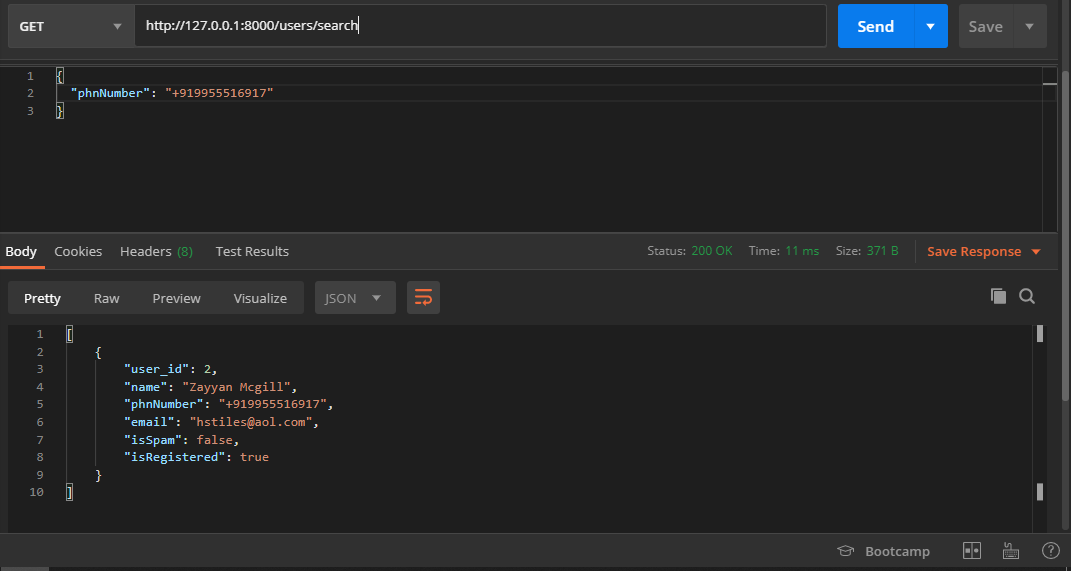 GET http://127.0.0.1:8000/users/search Send Save
1 {
2 "phnNumber": "+919955516917"
3 }
Body Cookies Headers (8) Test Results Status: 200 OK Time: 11 ms Size: 371 B Save Response
Pretty Raw Preview Visualize JSON
1 [
2 {
3 "user_id": 2,
4 "name": "Zayyan Mcgill",
5 "phnNumber": "+919955516917",
6 "email": "hstiles@aol.com",
7 "isSpam": false,
8 "isRegistered": true
9 }
10 ]
Bootcamp